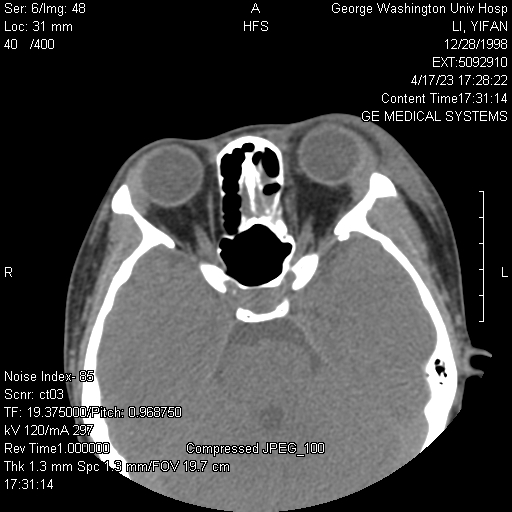 Ser: 6/Img: 48
Loc: 31 mm
40 /400
A
HFS
George Washington Univ Hosp
LI, YIFAN
12/28/1998
EXT:5092910
4/17/23 17:28:22
Content Time17:31:14
GE MEDICAL SYSTEMS
R
L
Noise Index- 85
Scnr: ct03
TF: 19.375000/Pitch: 0.968750
kV 120/mA 297
Rev Time1.000000
Compressed JPEG_100
Thk 1.3 mm Spc 1.3 mm/FOV 19.7 cm
17:31:14